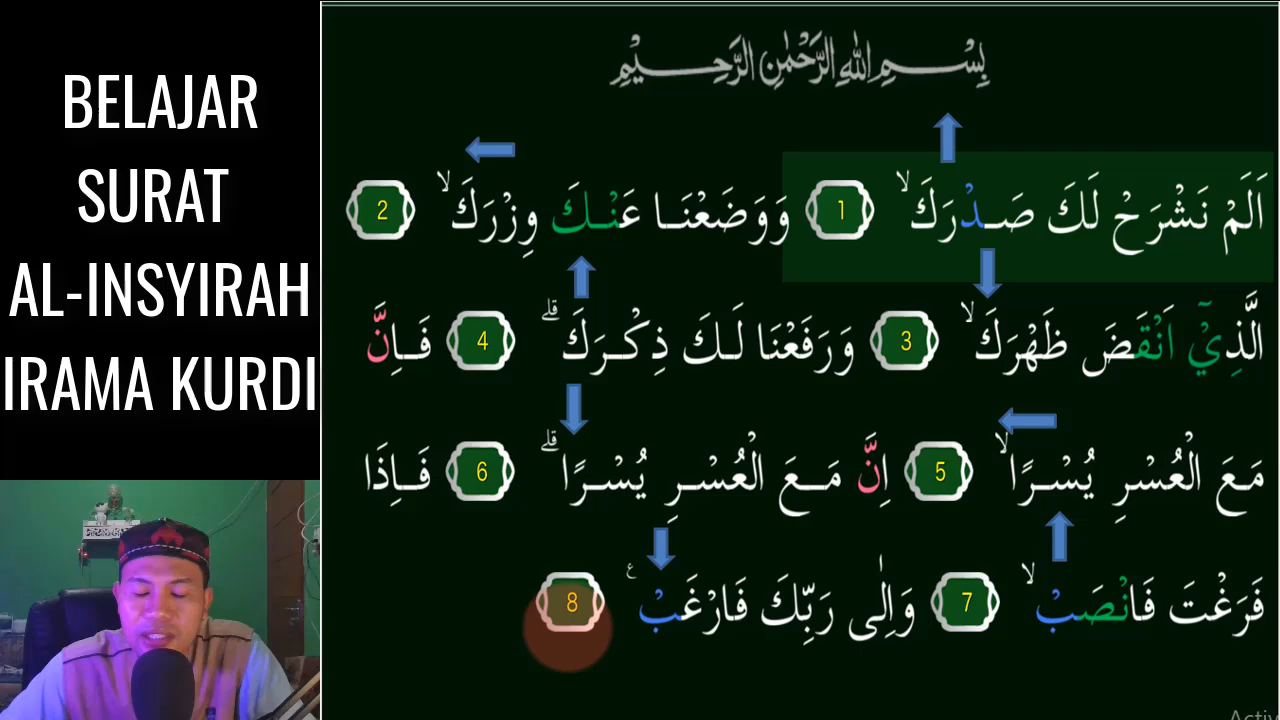 BELAJAR
SURAT
AL-INSYIRAH
IRAMA KURDI
بِسْمِ اللهِ الرَّحْمٰنِ الرَّحِيْمِ
اَلَمْ نَشْرَحْ لَكَ صَدْرَكَۙ 1 وَوَضَعْنَا عَنْكَ وِزْرَكَۙ 2
الَّذِيْٓ اَنْقَضَ ظَهْرَكَۙ 3 وَرَفَعْنَا لَكَ ذِكْرَكَۗ 4 فَاِنَّ
مَعَ الْعُسْرِ يُسْرًاۙ 5 اِنَّ مَعَ الْعُسْرِ يُسْرًاۗ 6 فَاِذَا
فَرَغْتَ فَانْصَبْۙ 7 وَاِلٰى رَبِّكَ فَارْغَبْ ࣖ 8